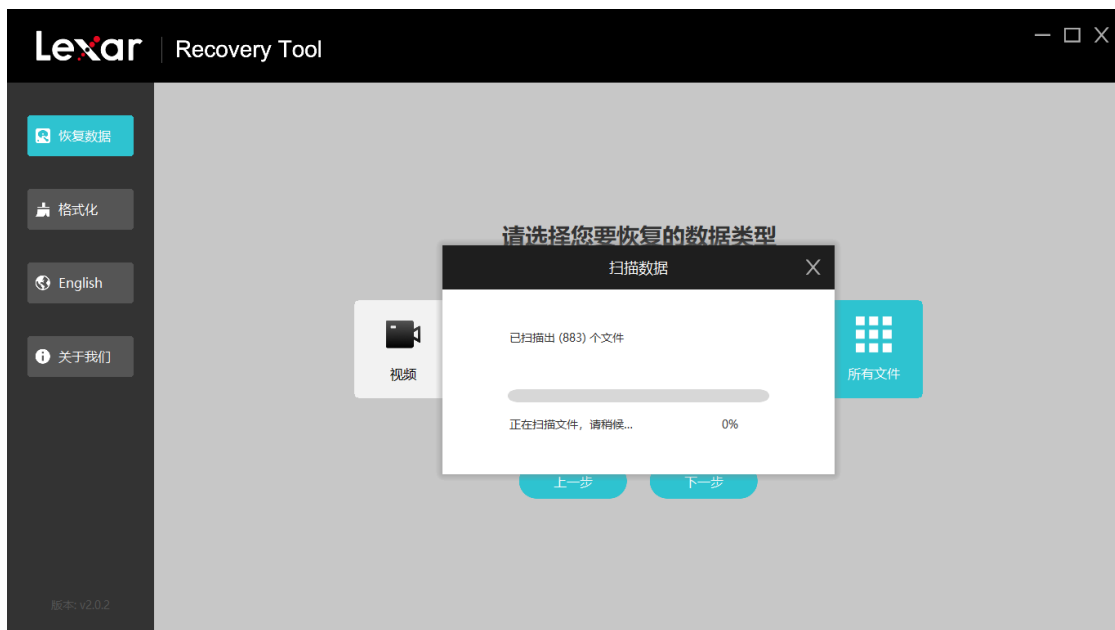 Lexar Recovery Tool
恢复数据
格式化
English
关于我们
版本: v2.0.2
请选择您要恢复的数据类型
扫描数据
已扫描出 (883) 个文件
正在扫描文件, 请稍候... 0%
视频
所有文件
上一步
下一步